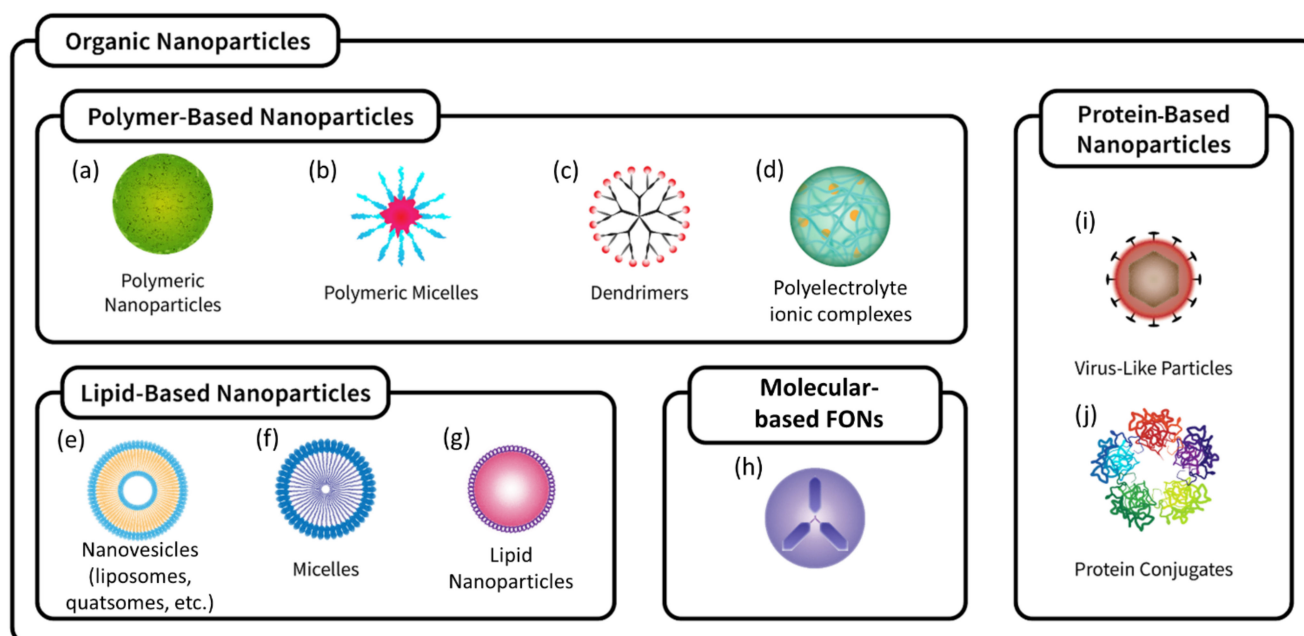 Organic Nanoparticles
Polymer-Based Nanoparticles
(a)
Polymeric
Nanoparticles
(b)
Polymeric Micelles
(c)
Dendrimers
(d)
Polyelectrolyte
ionic complexes
Lipid-Based Nanoparticles
(e)
Nanovesicles
(liposomes,
quatsomes, etc.)
(f)
Micelles
(g)
Lipid
Nanoparticles
Molecular-
based FONs
(h)
Protein-Based
Nanoparticles
(i)
Virus-Like Particles
(j)
Protein Conjugates